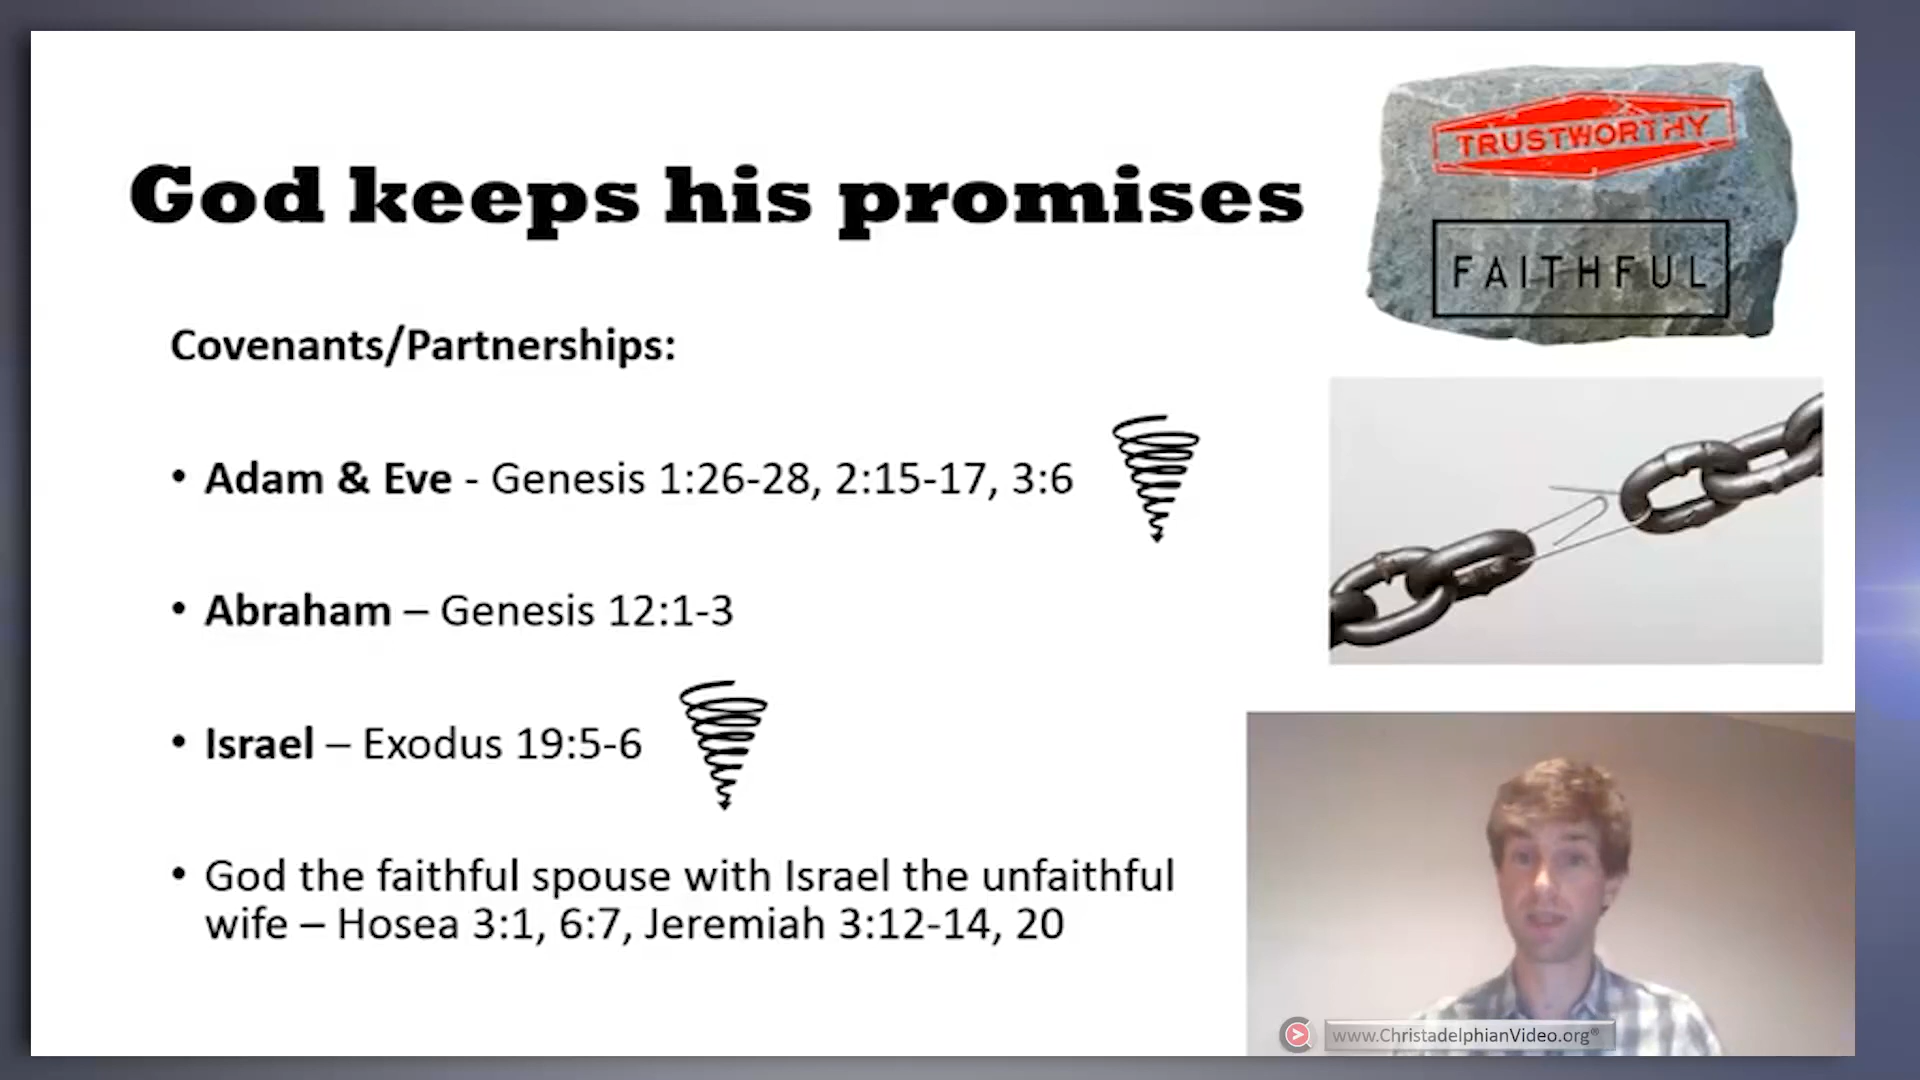 God keeps his promises
TRUSTWORTHY
FAITHFUL
Covenants/Partnerships:
• Adam & Eve - Genesis 1:26-28, 2:15-17, 3:6
• Abraham – Genesis 12:1-3
• Israel – Exodus 19:5-6
• God the faithful spouse with Israel the unfaithful
wife – Hosea 3:1, 6:7, Jeremiah 3:12-14, 20
www.ChristadelphianVideo.org®